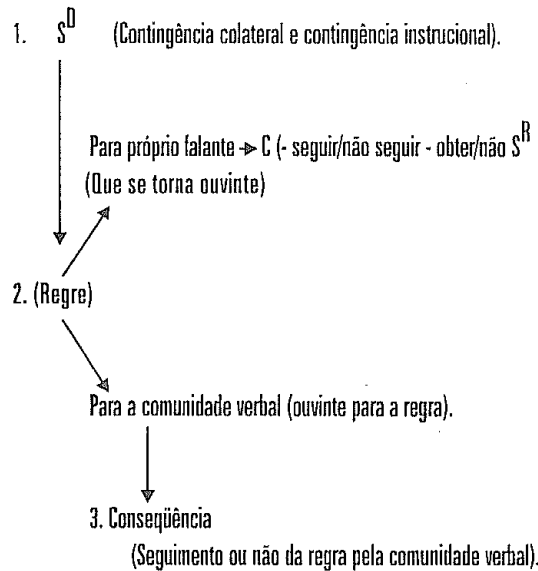 1. S^D (Contingência colateral e contingência instrucional).
Para próprio falante → C (- seguir/não seguir - obter/não S^R
(Que se torna ouvinte)
2. (Regre)
Para a comunidade verbal (ouvinte para a regra).
3. Conseqüência
(Seguimento ou não da regra pela comunidade verbal).